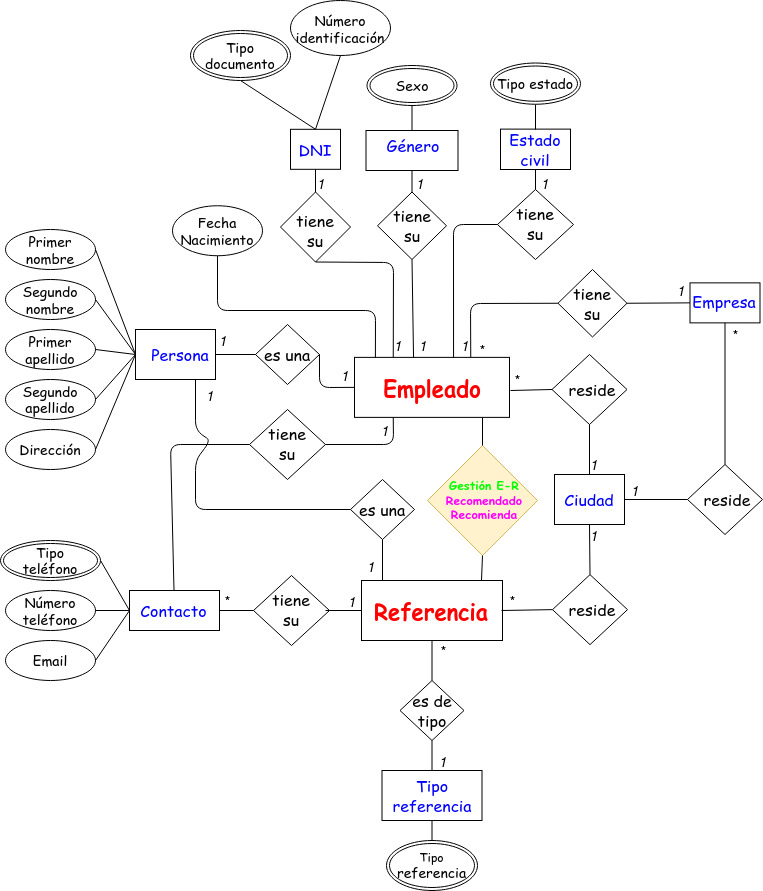 Número
identificación
Tipo
documento
Sexo
Tipo estado
DNI
Género
Estado
civil
1
1
1
tiene
su
tiene
su
tiene
su
Fecha
Nacimiento
Primer
nombre
Segundo
nombre
Primer
apellido
Segundo
apellido
Dirección
Persona
1
es una
1
1
1
1
*
tiene
su
1
Empresa
*
Empleado
*
reside
1
1
tiene
su
1
Gestión E-R
Recomendado
Recomienda
1
Ciudad
1
reside
1
es una
1
Tipo
teléfono
Número
teléfono
Email
Contacto
*
tiene
su
1
Referencia
*
reside
*
es de
tipo
1
Tipo
referencia
Tipo
referencia